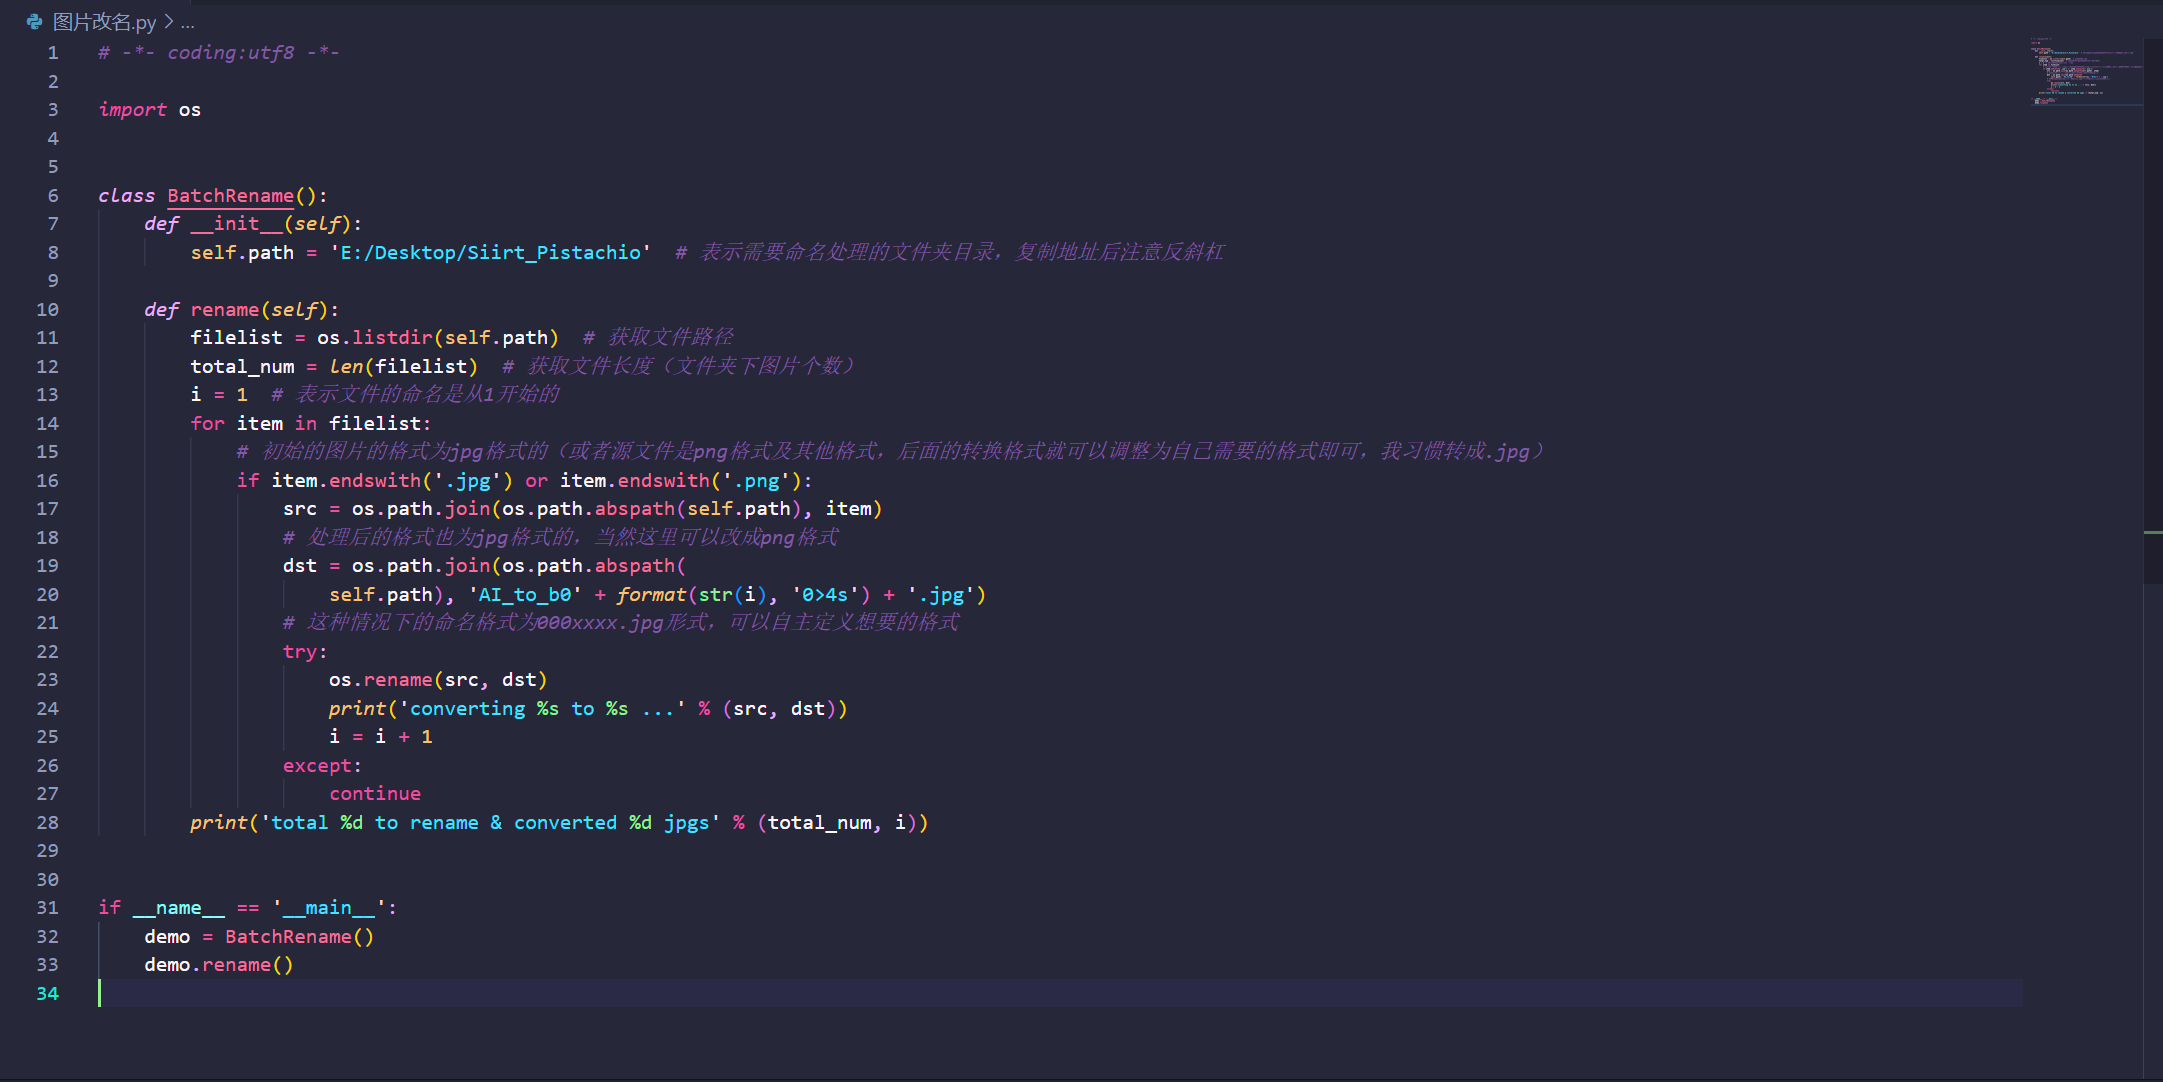 图片改名.py > ...
1 # -*- coding:utf8 -*-
2
3 import os
4
5
6 class BatchRename():
7     def __init__(self):
8         self.path = 'E:/Desktop/Siirt_Pistachio'  # 表示需要命名处理的文件夹目录，复制地址后注意反斜杠
9
10     def rename(self):
11         filelist = os.listdir(self.path)  # 获取文件路径
12         total_num = len(filelist)  # 获取文件长度（文件夹下图片个数）
13         i = 1  # 表示文件的命名是从1开始的
14         for item in filelist:
15             # 初始的图片的格式为jpg格式的（或者源文件是png格式及其他格式，后面的转换格式就可以调整为自己需要的格式即可，我习惯转成.jpg）
16             if item.endswith('.jpg') or item.endswith('.png'):
17                 src = os.path.join(os.path.abspath(self.path), item)
18                 # 处理后的格式也为jpg格式的，当然这里可以改成png格式
19                 dst = os.path.join(os.path.abspath(
20                     self.path), 'AI_to_b0' + format(str(i), '0>4s') + '.jpg')
21                 # 这种情况下的命名格式为000xxxx.jpg形式，可以自主定义想要的格式
22                 try:
23                     os.rename(src, dst)
24                     print('converting %s to %s ...' % (src, dst))
25                     i = i + 1
26                 except:
27                     continue
28         print('total %d to rename & converted %d jpgs' % (total_num, i))
29
30
31 if __name__ == '__main__':
32     demo = BatchRename()
33     demo.rename()
34